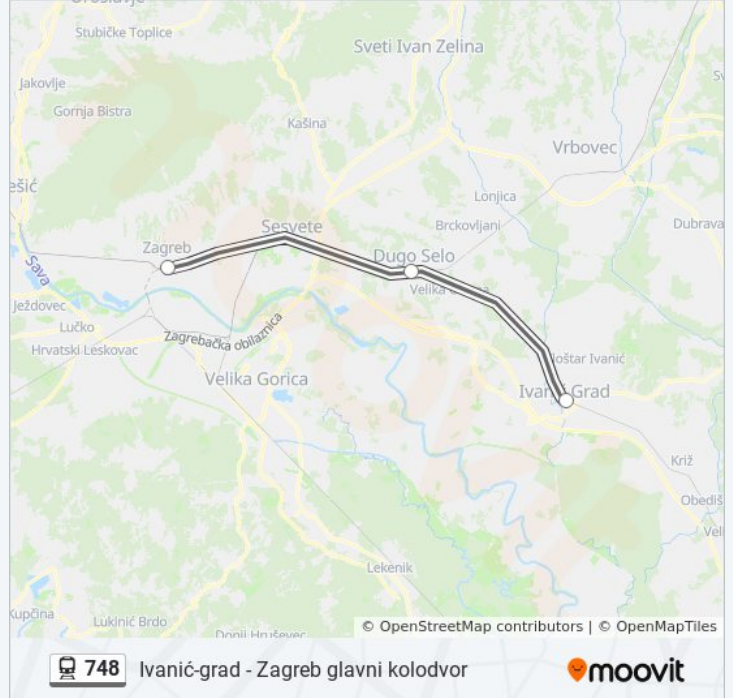 Stubičke Toplice
Sveti Ivan Zelina
Jakovlje
Gornja Bistra
Kašina
Vrbovec
Lonjica
Sesvete
Brckovljani
Dubrava
Zagreb
Dugo Selo
Sava
Velika
Ježdovec
Lučko
Zagrebačka obilaznica
Hrvatski Leskovac
Velika Gorica
Grad
Križ
Lekenik
Lukinić Brdo
© OpenStreetMap contributors | © OpenMapTiles
748 Ivanić-grad - Zagreb glavni kolodvor
moovit